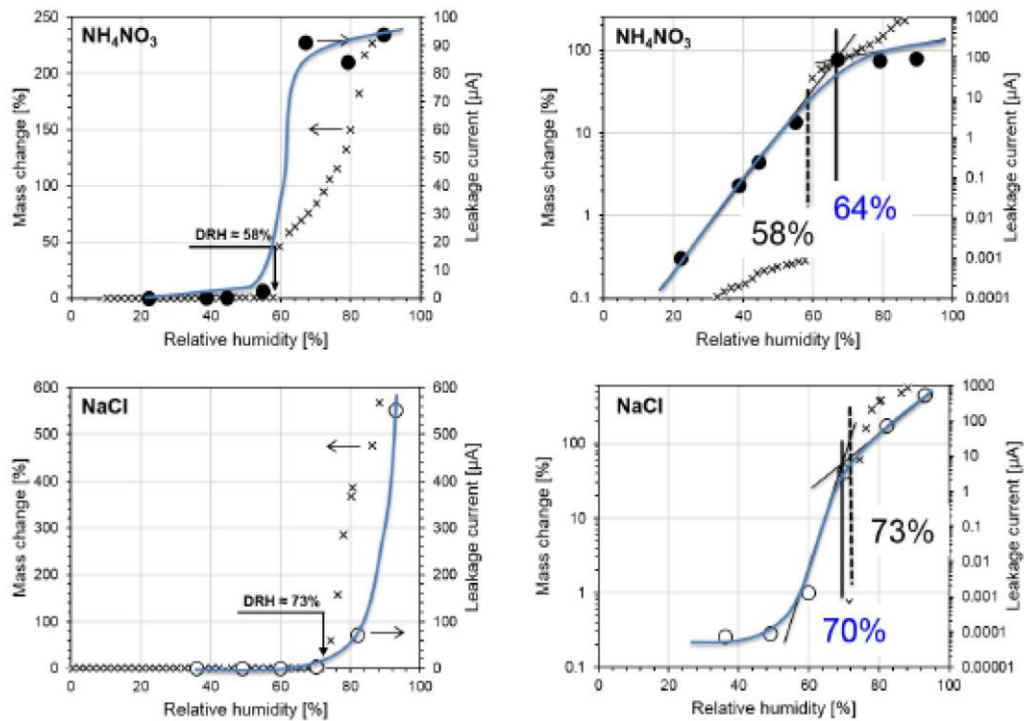 NH₄NO₃
DRH ≈ 58%
Mass change [%]
250
200
150
100
50
0
Leakage current [µA]
100
90
80
70
60
50
40
30
20
10
0
0 20 40 60 80 100
Relative humidity [%]
NH₄NO₃
58%
64%
Mass change [%]
100
10
1
0.1
Leakage current [µA]
1000
100
10
1
0.1
0.01
0.001
0.0001
0 20 40 60 80 100
Relative humidity [%]
NaCl
DRH ≈ 73%
Mass change [%]
600
500
400
300
200
100
0
Leakage current [µA]
600
500
400
300
200
100
0
0 20 40 60 80 100
Relative humidity [%]
NaCl
73%
70%
Mass change [%]
100
10
1
0.1
Leakage current [µA]
1000
100
10
1
0.1
0.01
0.001
0.0001
0.00001
0 20 40 60 80 100
Relative humidity [%]